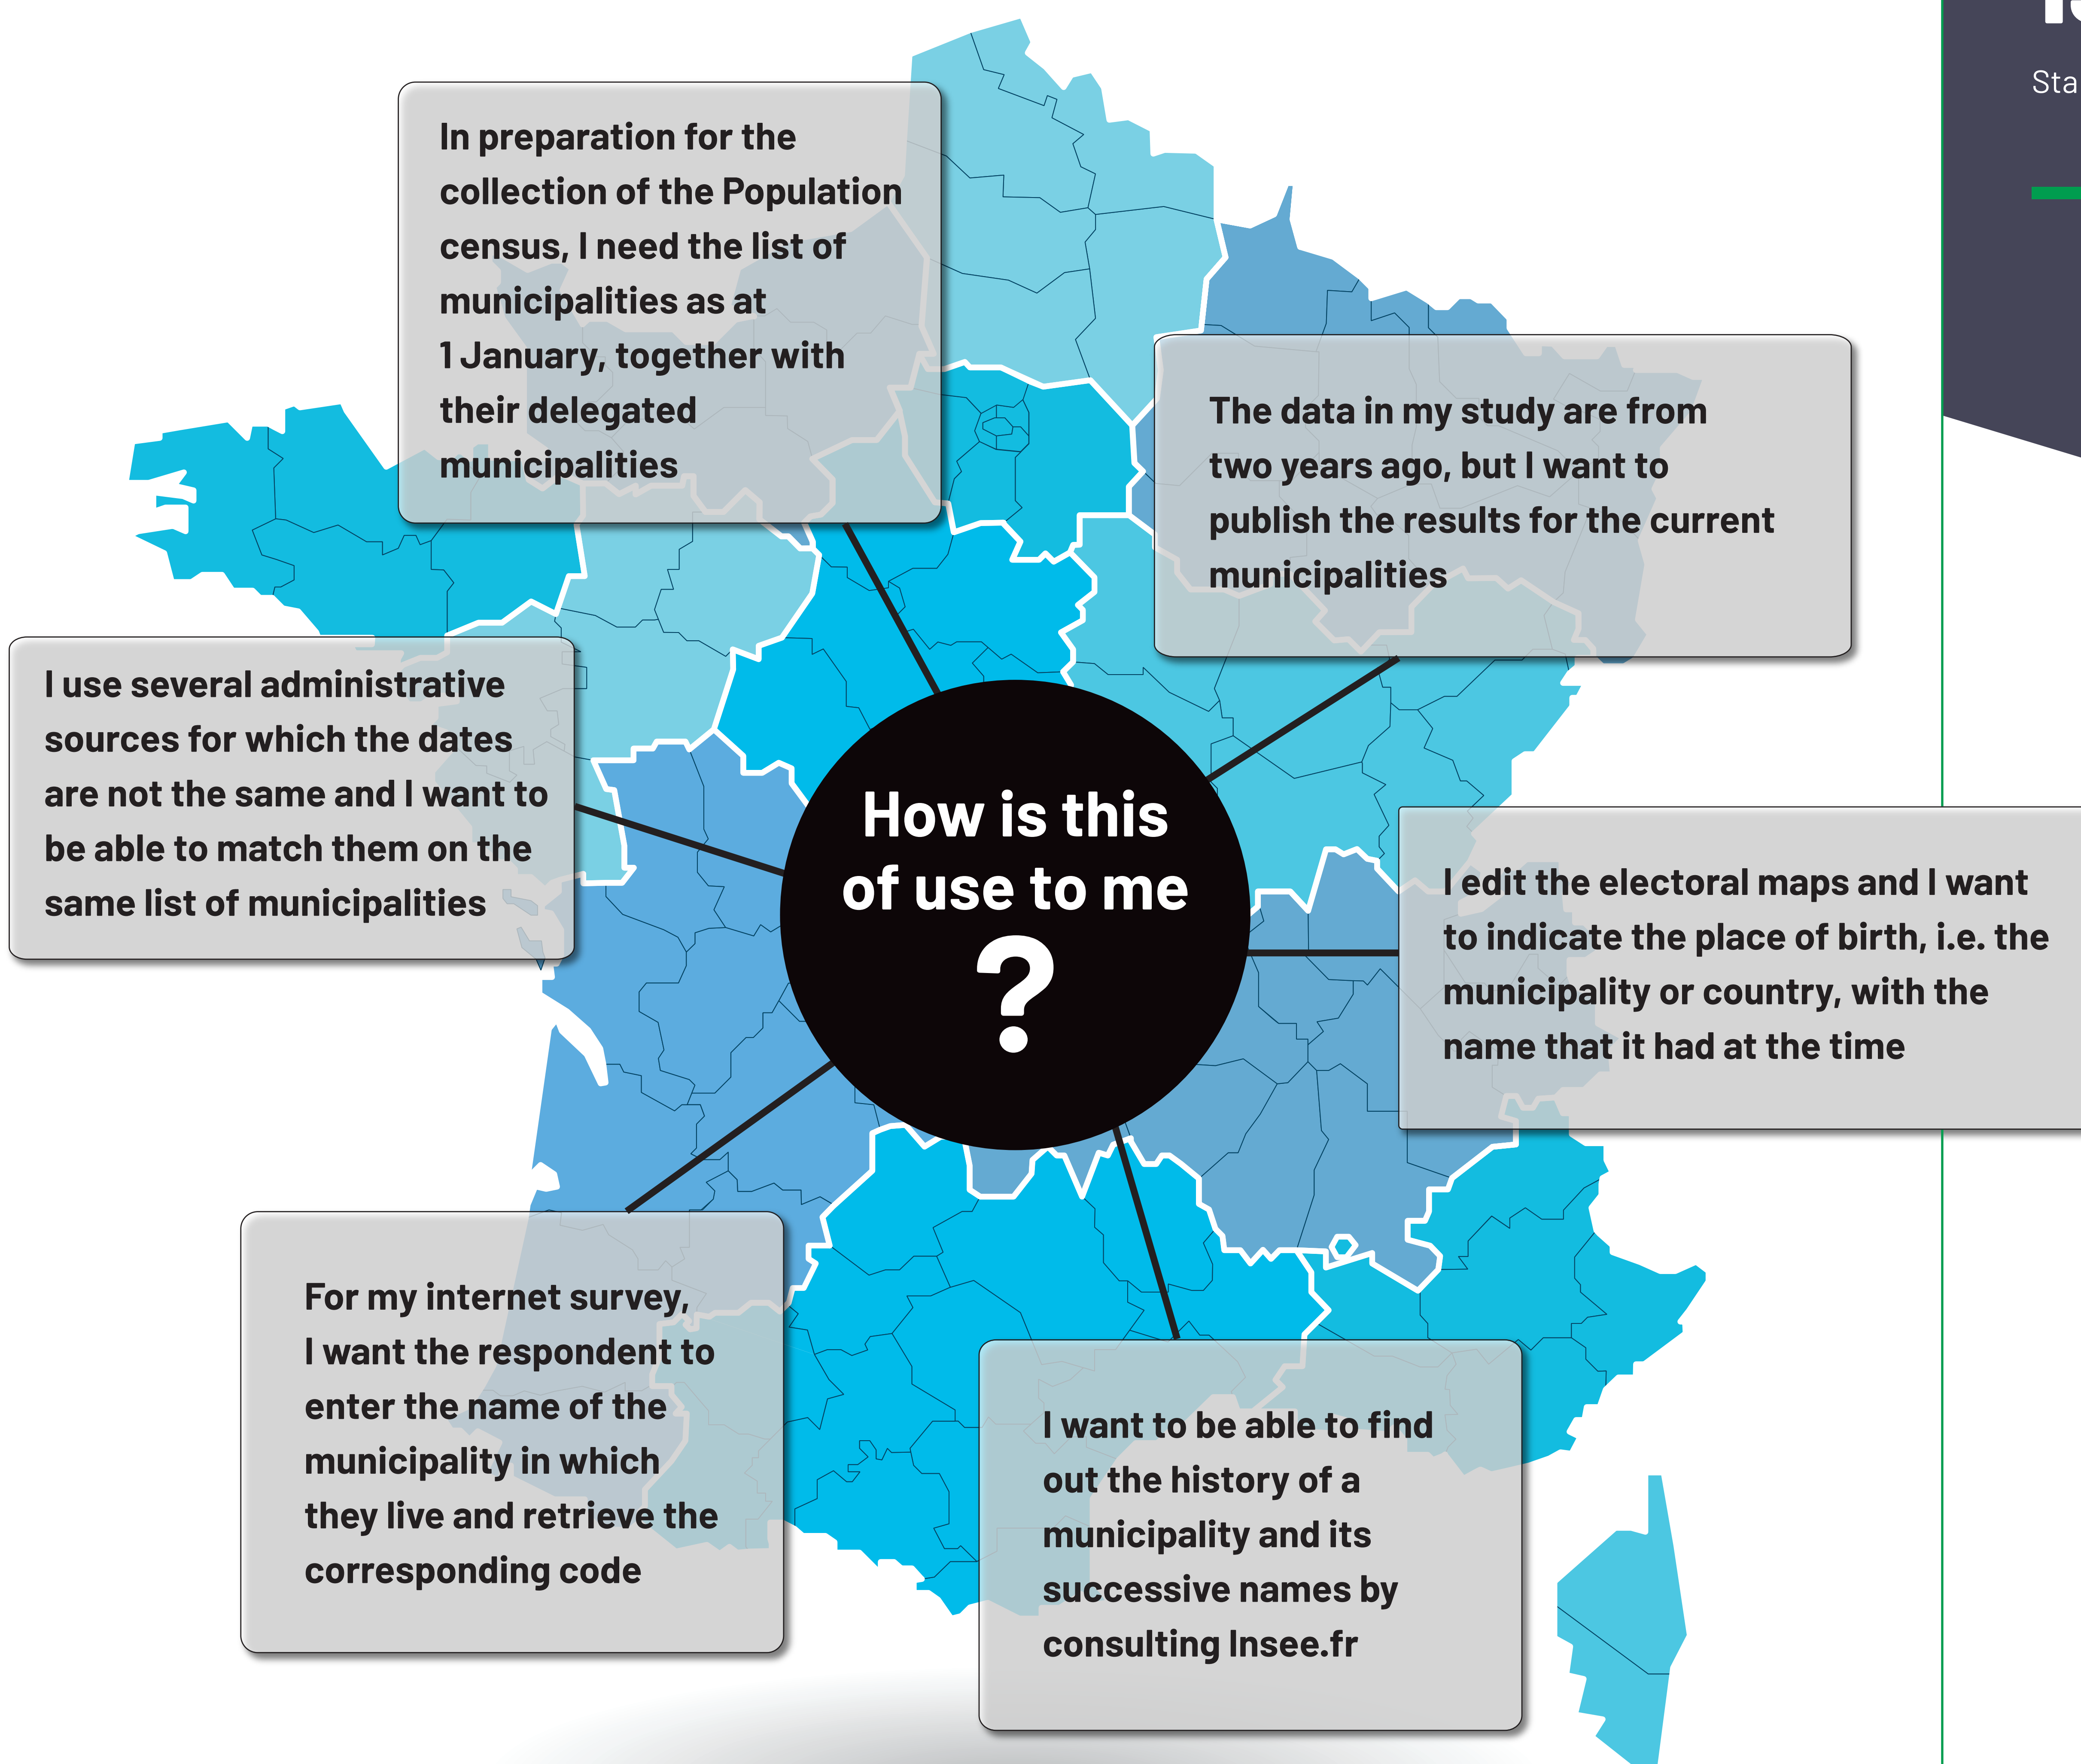 Sta
In preparation for the
collection of the Population
census, I need the list of
municipalities as at
1 January, together with
their delegated
municipalities
The data in my study are from
two years ago, but I want to
publish the results for the current
municipalities
I use several administrative
sources for which the dates
are not the same and I want to
be able to match them on the
same list of municipalities
How is this
of use to me
?
I edit the electoral maps and I want
to indicate the place of birth, i.e. the
municipality or country, with the
name that it had at the time
For my internet survey,
I want the respondent to
enter the name of the
municipality in which
they live and retrieve the
corresponding code
I want to be able to find
out the history of a
municipality and its
successive names by
consulting Insee.fr